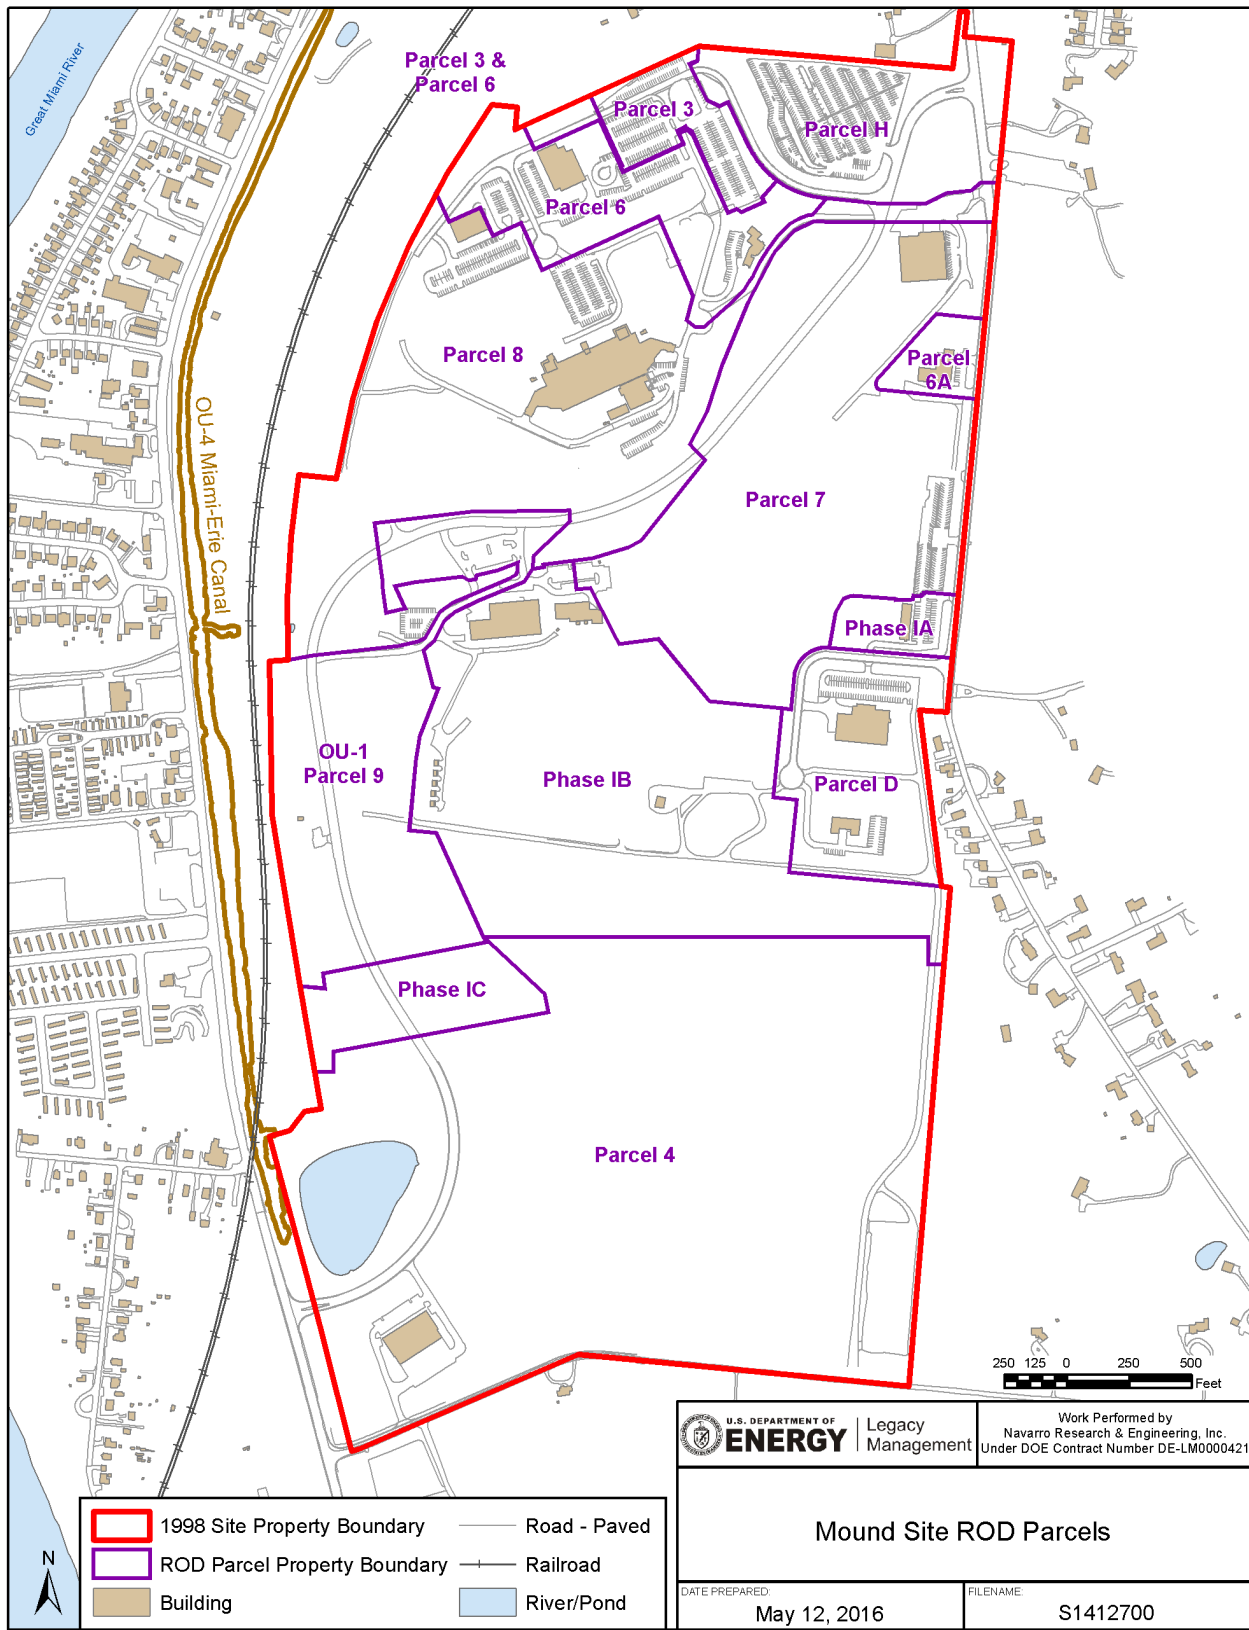 Great Miami River
Parcel 3 &
Parcel 6
Parcel 3
Parcel H
Parcel 6
Parcel 8
Parcel
6A
OU-4 Miami-Erie Canal
Parcel 7
Phase IA
OU-1
Parcel 9
Phase IB
Parcel D
Phase IC
Parcel 4
250 125 0 250 500
Feet
U.S. DEPARTMENT OF
ENERGY
Legacy
Management
Work Performed by
Navarro Research & Engineering, Inc.
Under DOE Contract Number DE-LM0000421
Mound Site ROD Parcels
DATE PREPARED:
May 12, 2016
FILENAME:
S1412700
N
1998 Site Property Boundary
ROD Parcel Property Boundary
Building
Road - Paved
Railroad
River/Pond